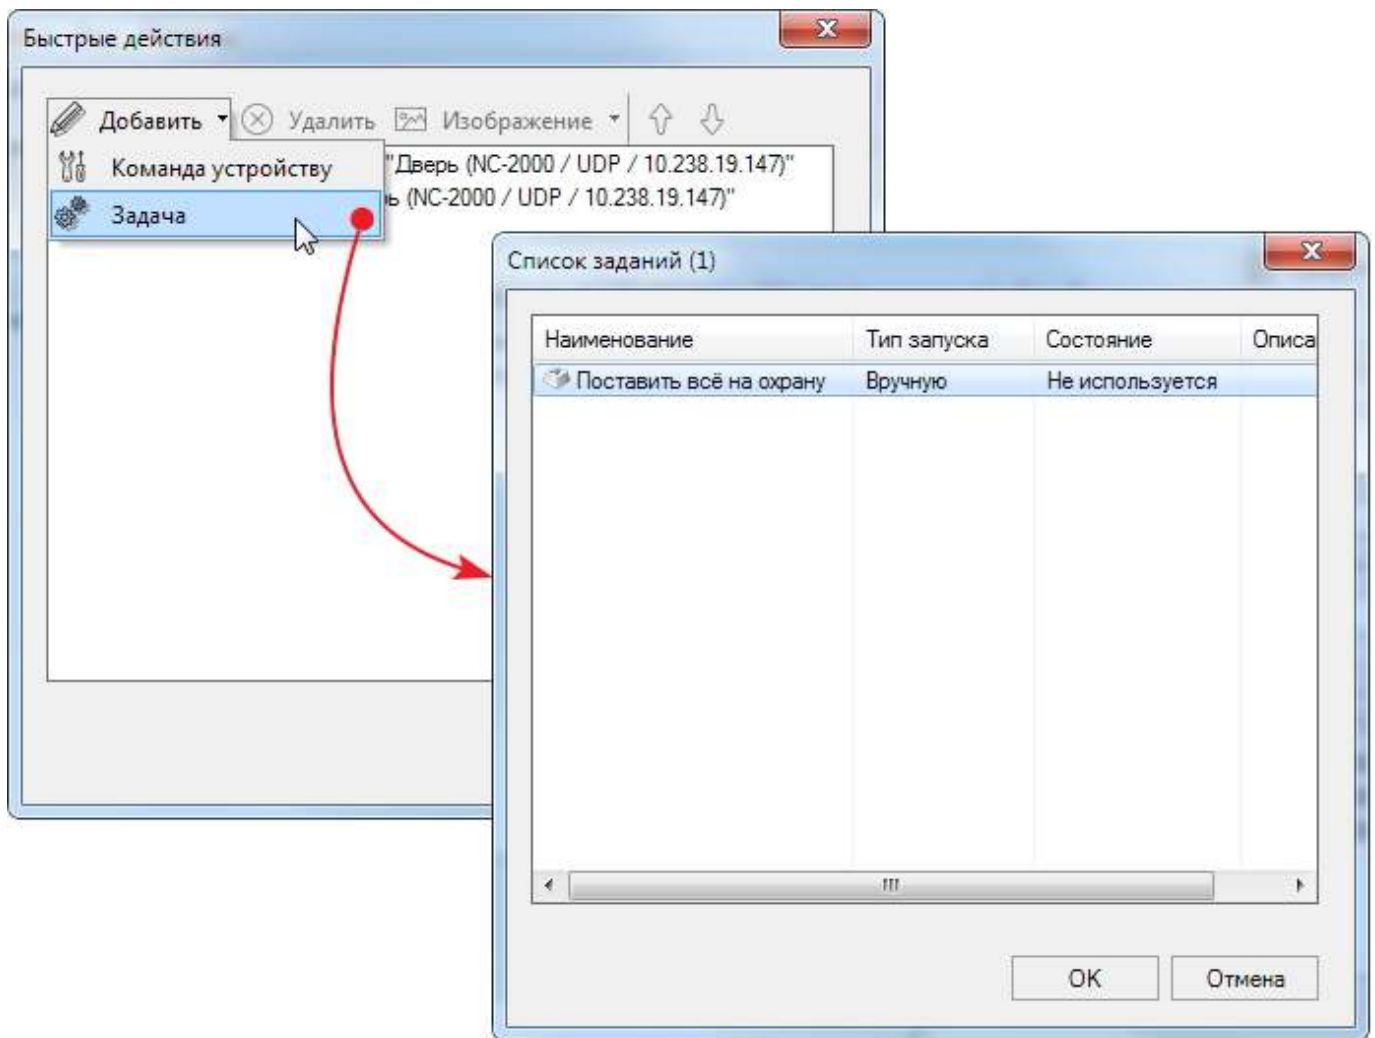 Быстрые действия
Добавить Удалить Изображение
Команда устройству "Дверь (NC-2000 / UDP / 10.238.19.147)"
Задача ь (NC-2000 / UDP / 10.238.19.147)"
Список заданий (1)
Наименование Тип запуска Состояние Описа
Поставить всё на охрану Вручную Не используется
OK Отмена